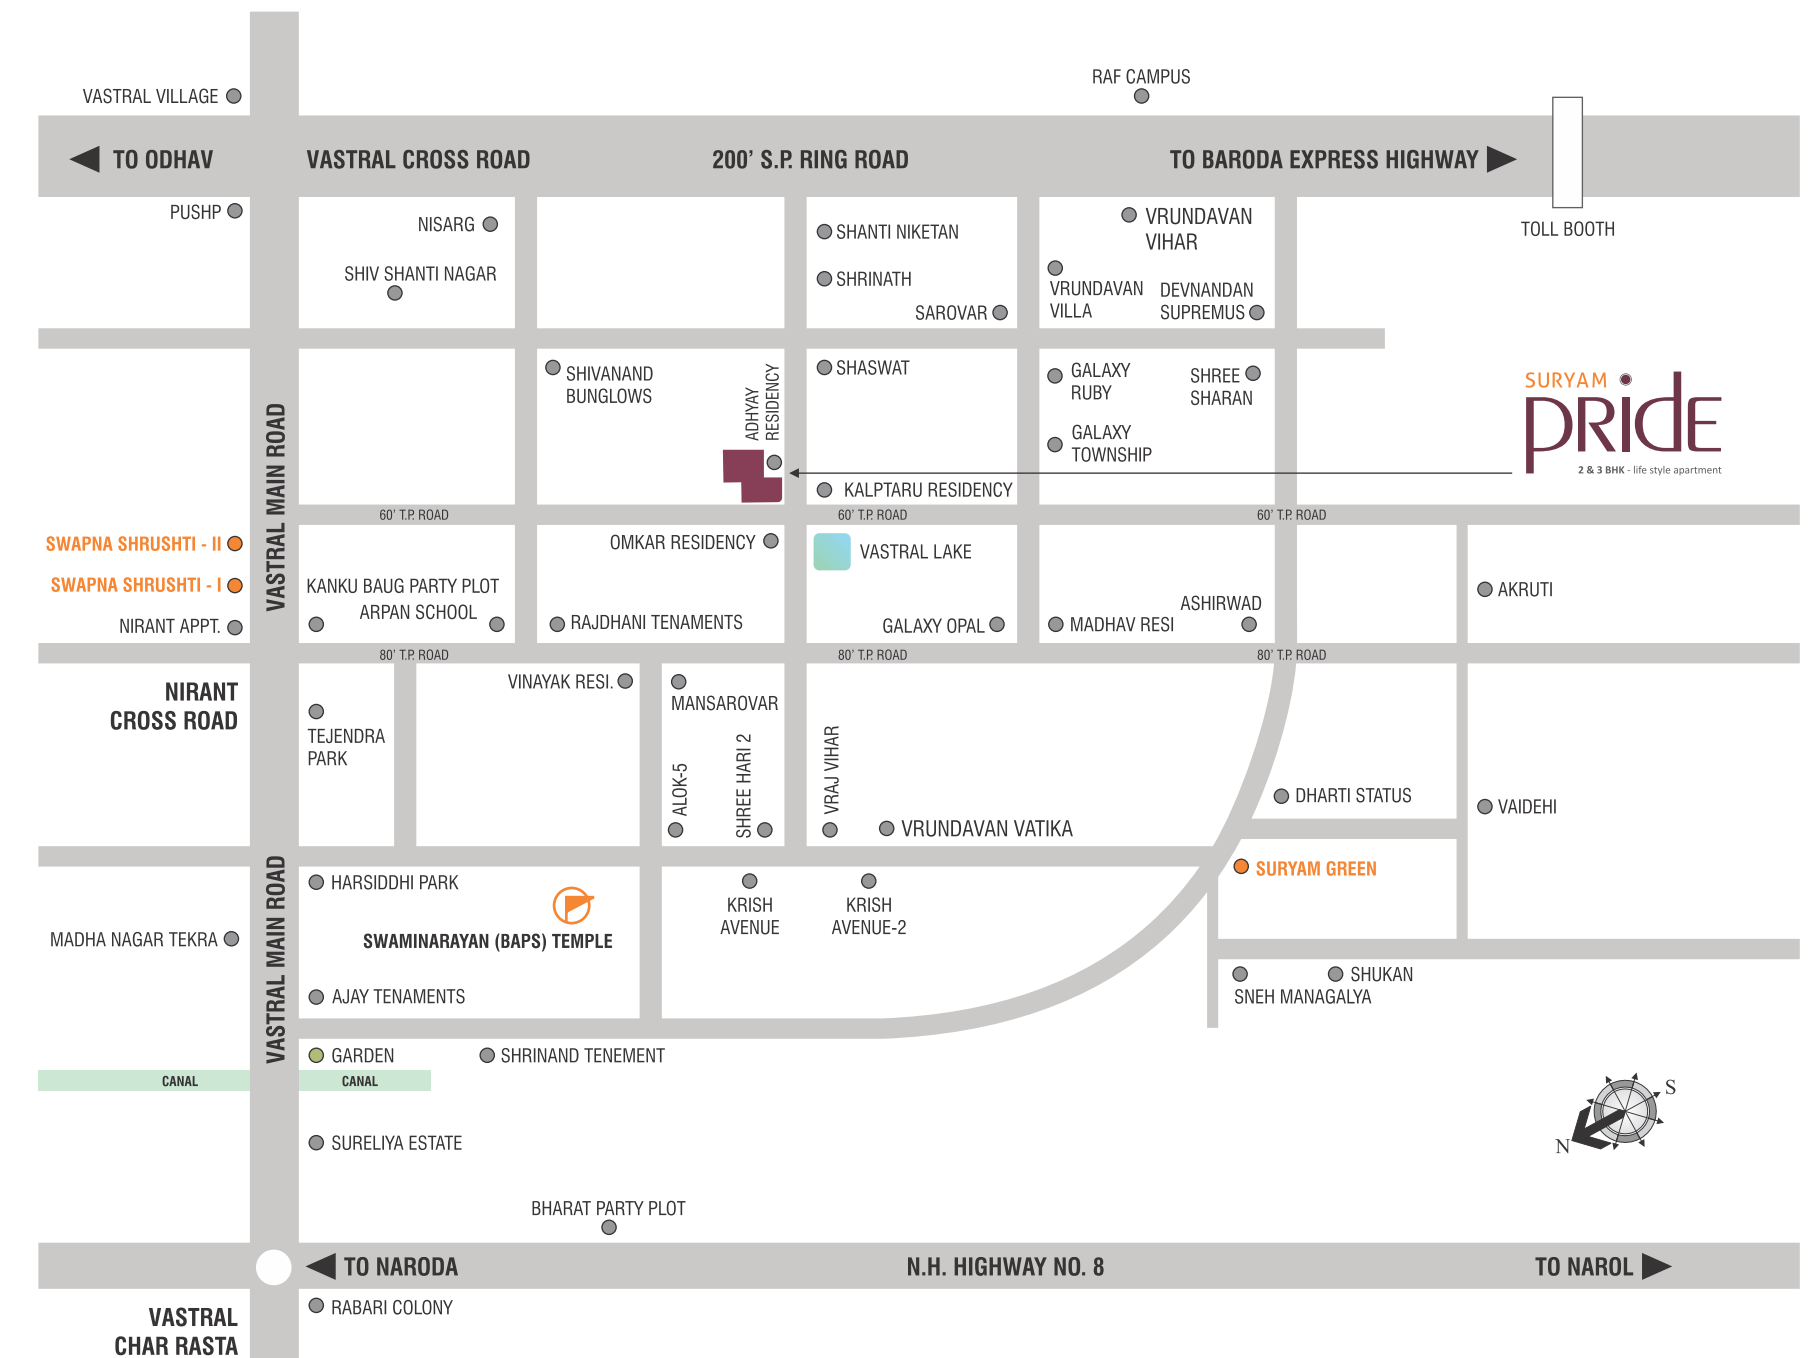 RAF CAMPUS
VASTRAL VILLAGE
TO ODHAV
VASTRAL CROSS ROAD
200’ S.P. RING ROAD
TO BARODA EXPRESS HIGHWAY
TOLL BOOTH
PUSHP
NISARG
SHIV SHANTI NAGAR
SHANTI NIKETAN
SHRINATH
SAROVAR
VRUNDAVAN
VIHAR
VRUNDAVAN
VILLA
DEVNANDAN
SUPREMUS
SHIVANAND
BUNGLOWS
ADHYAY
RESIDENCY
SHASWAT
KALPTARU RESIDENCY
GALAXY
RUBY
SHREE
SHARAN
GALAXY
TOWNSHIP
SURYAM
PRIDE
2 & 3 BHK - life style apartment
VASTRAL MAIN ROAD
60’ T.P. ROAD
60’ T.P. ROAD
60’ T.P. ROAD
SWAPNA SHRUSHTI - II
SWAPNA SHRUSHTI - I
NIRANT APPT.
KANKU BAUG PARTY PLOT
ARPAN SCHOOL
OMKAR RESIDENCY
RAJDHANI TENAMENTS
VASTRAL LAKE
GALAXY OPAL
ASHIRWAD
MADHAV RESI
AKRUTI
80’ T.P. ROAD
80’ T.P. ROAD
80’ T.P. ROAD
NIRANT
CROSS ROAD
TEJENDRA
PARK
VINAYAK RESI.
MANSAROVAR
ALOK-5
SHREE HARI 2
VRAJ VIHAR
VRUNDAVAN VATIKA
DHARTI STATUS
VAIDEHI
SURYAM GREEN
VASTRAL MAIN ROAD
HARSIDDHI PARK
SWAMINARAYAN (BAPS) TEMPLE
KRISH
AVENUE
KRISH
AVENUE-2
MADHA NAGAR TEKRA
AJAY TENAMENTS
SHUKAN
SNEH MANAGALYA
GARDEN
SHRINAND TENEMENT
CANAL
CANAL
S
N
SURELIYA ESTATE
BHARAT PARTY PLOT
TO NARODA
N.H. HIGHWAY NO. 8
TO NAROL
RABARI COLONY
VASTRAL
CHAR RASTA